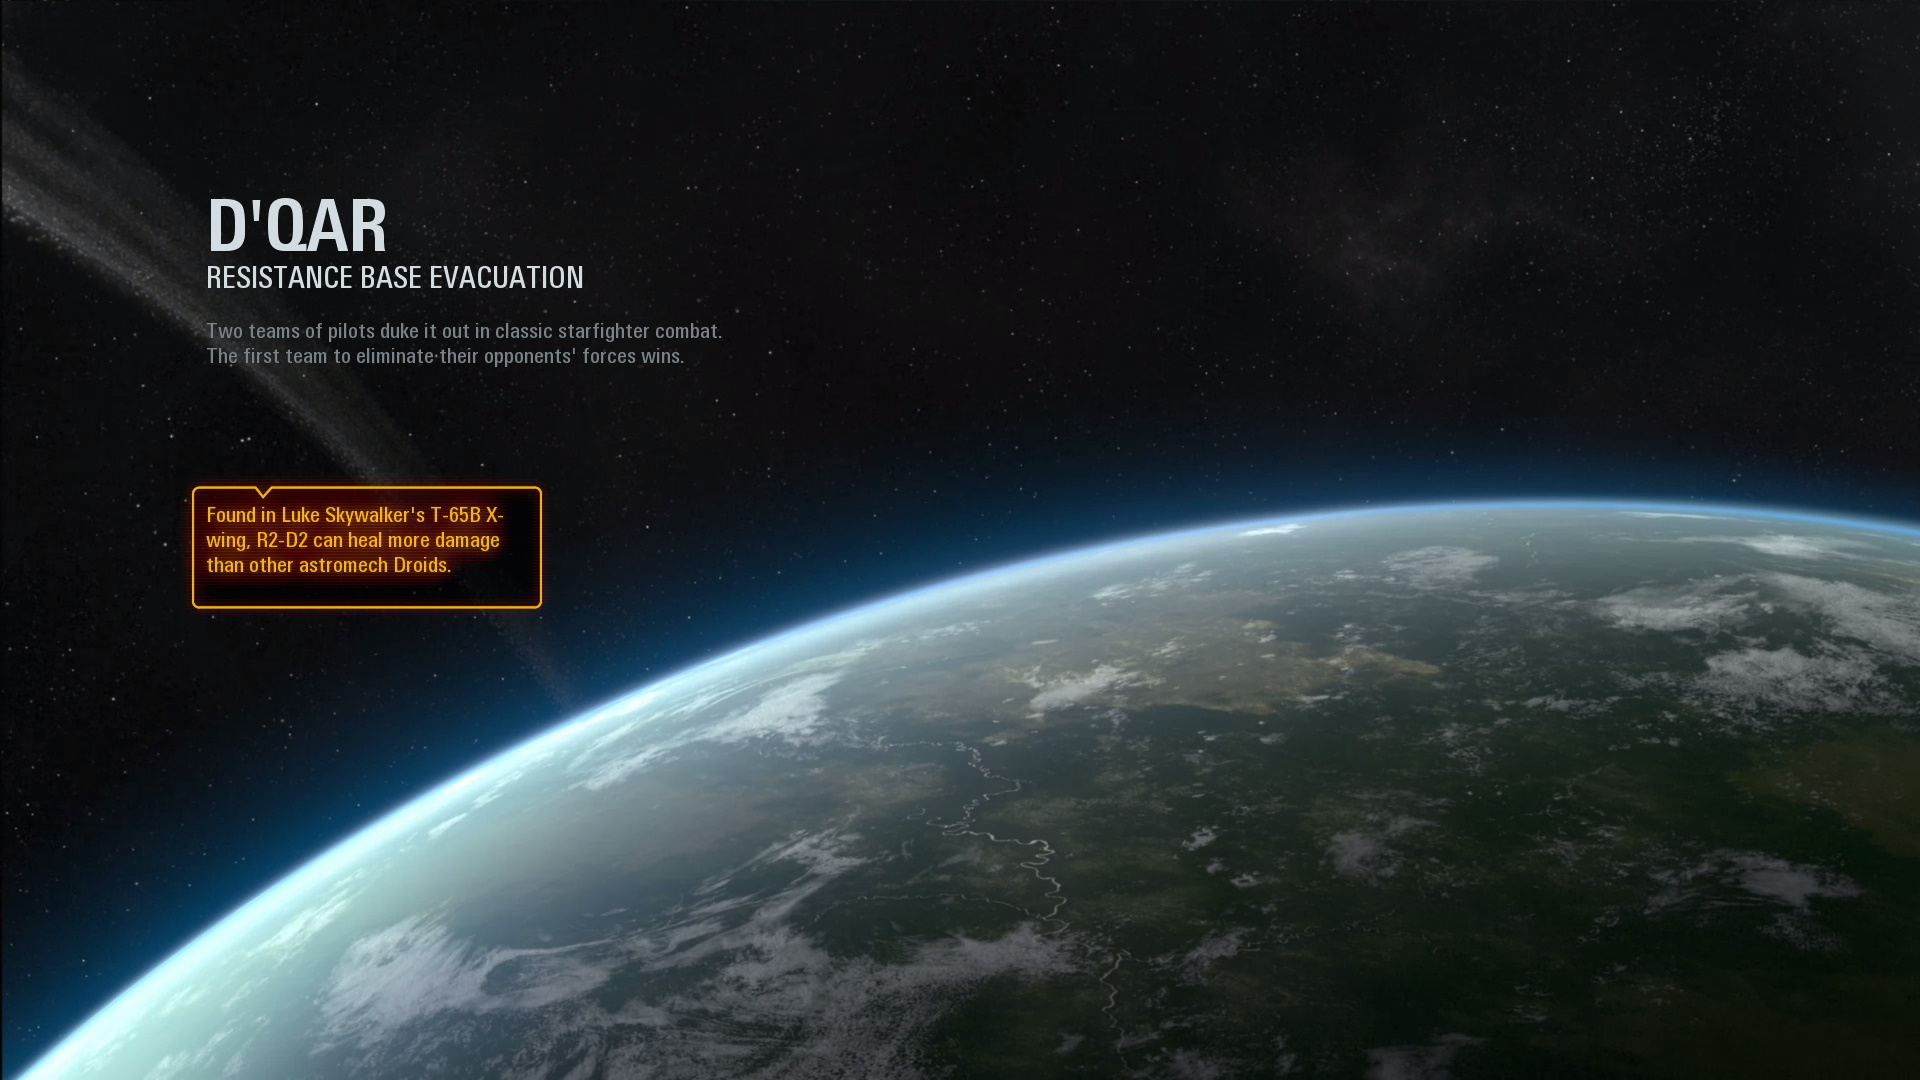 D'QAR
RESISTANCE BASE EVACUATION
Two teams of pilots duke it out in classic starfighter combat.
The first team to eliminate their opponents' forces wins.
Found in Luke Skywalker's T-65B X-
wing, R2-D2 can heal more damage
than other astromech Droids.